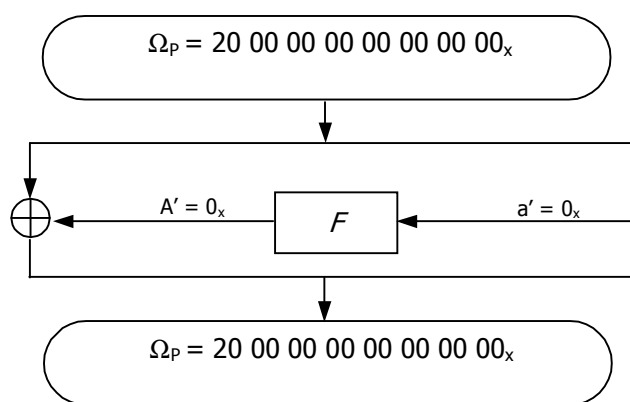 Ω_P = 20 00 00 00 00 00 00 00_x
A' = 0_x
F
a' = 0_x
Ω_P = 20 00 00 00 00 00 00 00_x